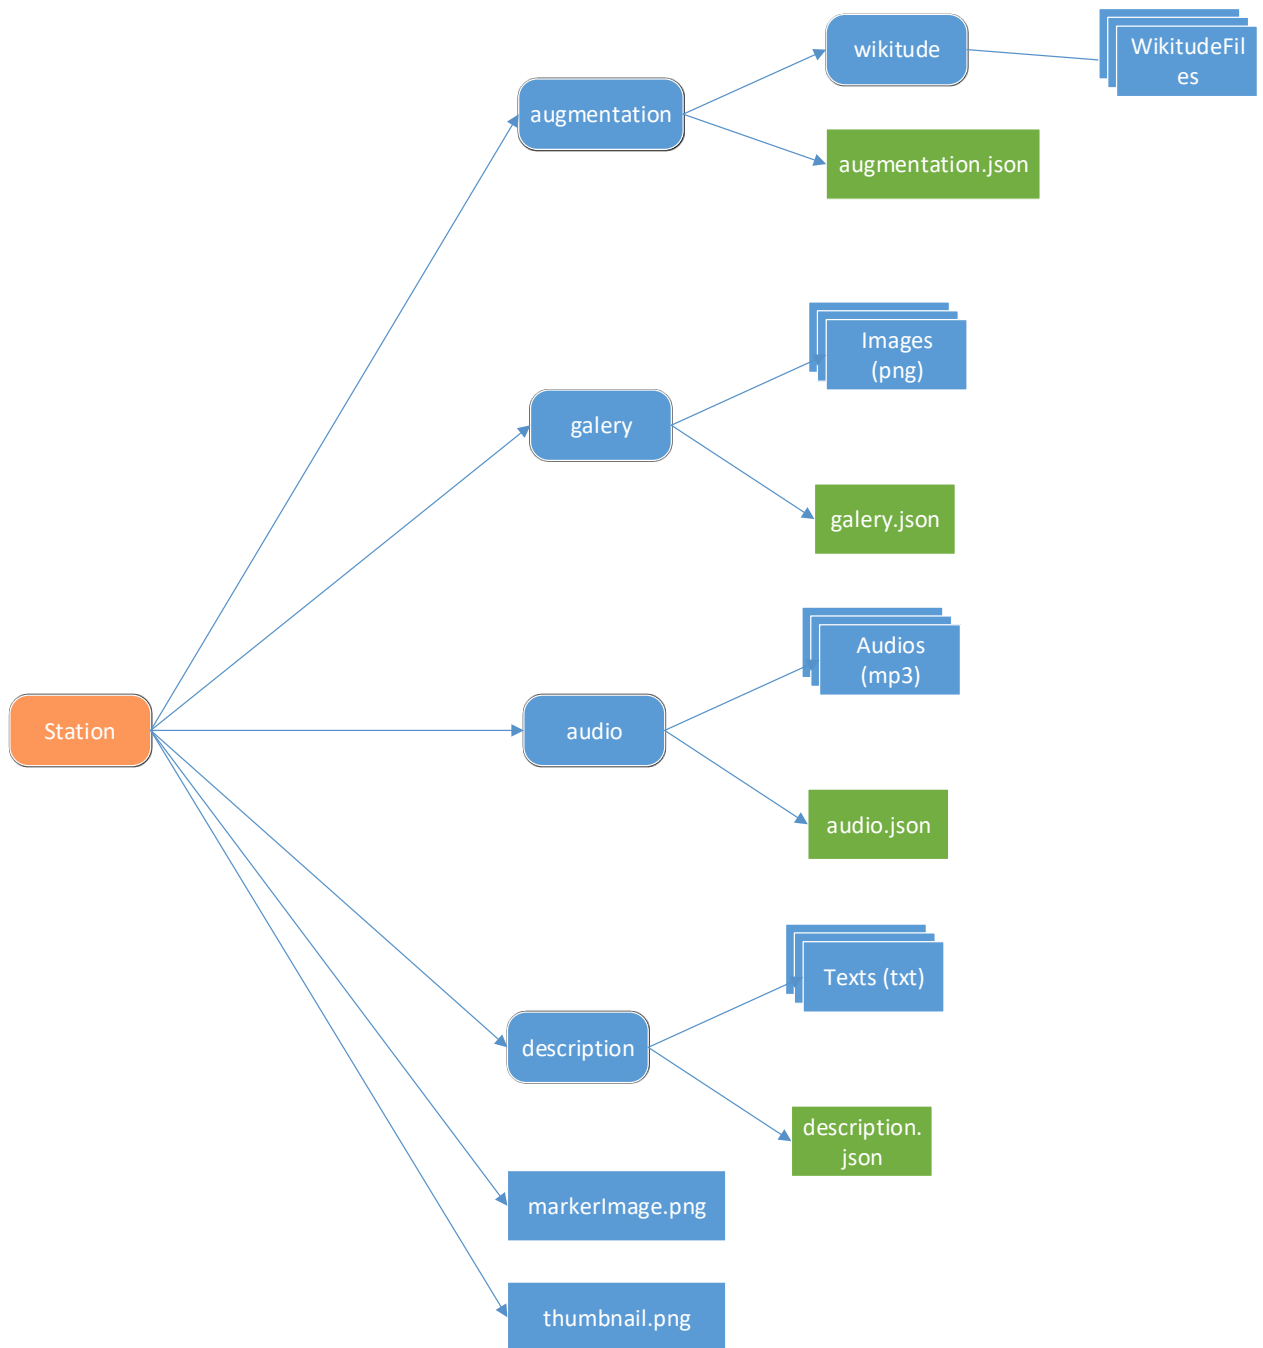 wikitude
WikitudeFil
es
augmentation
augmentation.json
Images
(png)
galery
galery.json
Audios
(mp3)
Station
audio
audio.json
Texts (txt)
description
description.
json
markerImage.png
thumbnail.png